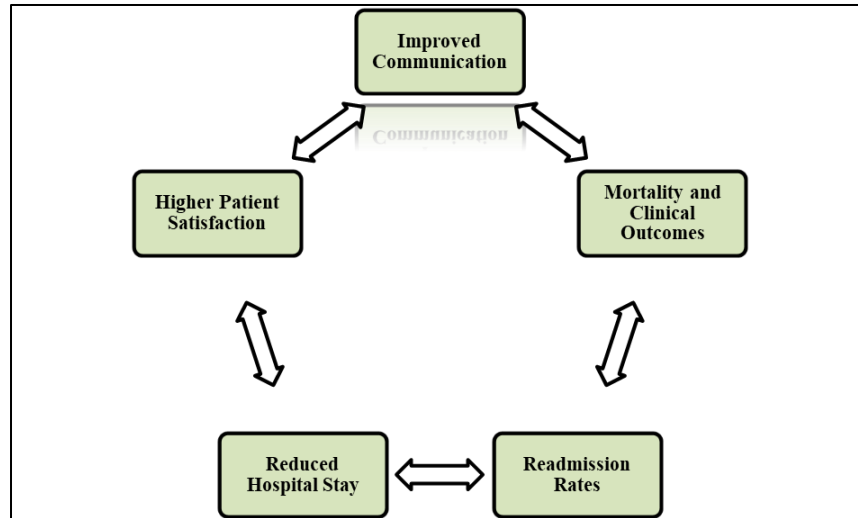 Improved
Communication
Higher Patient
Satisfaction
Mortality and
Clinical
Outcomes
Reduced
Hospital Stay
Readmission
Rates